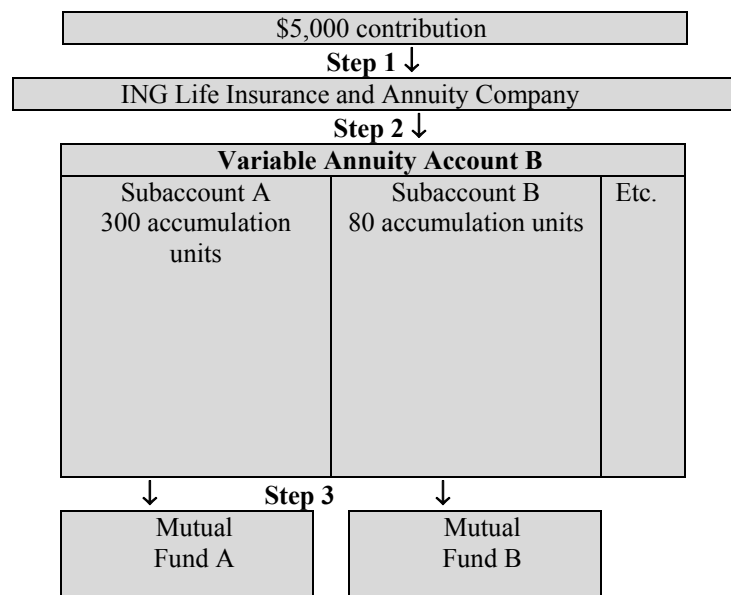 $5,000 contribution
Step 1 ↓
ING Life Insurance and Annuity Company
Step 2 ↓
Variable Annuity Account B
Subaccount A
300 accumulation
units
Subaccount B
80 accumulation units
Etc.
↓ Step 3 ↓
Mutual
Fund A
Mutual
Fund B